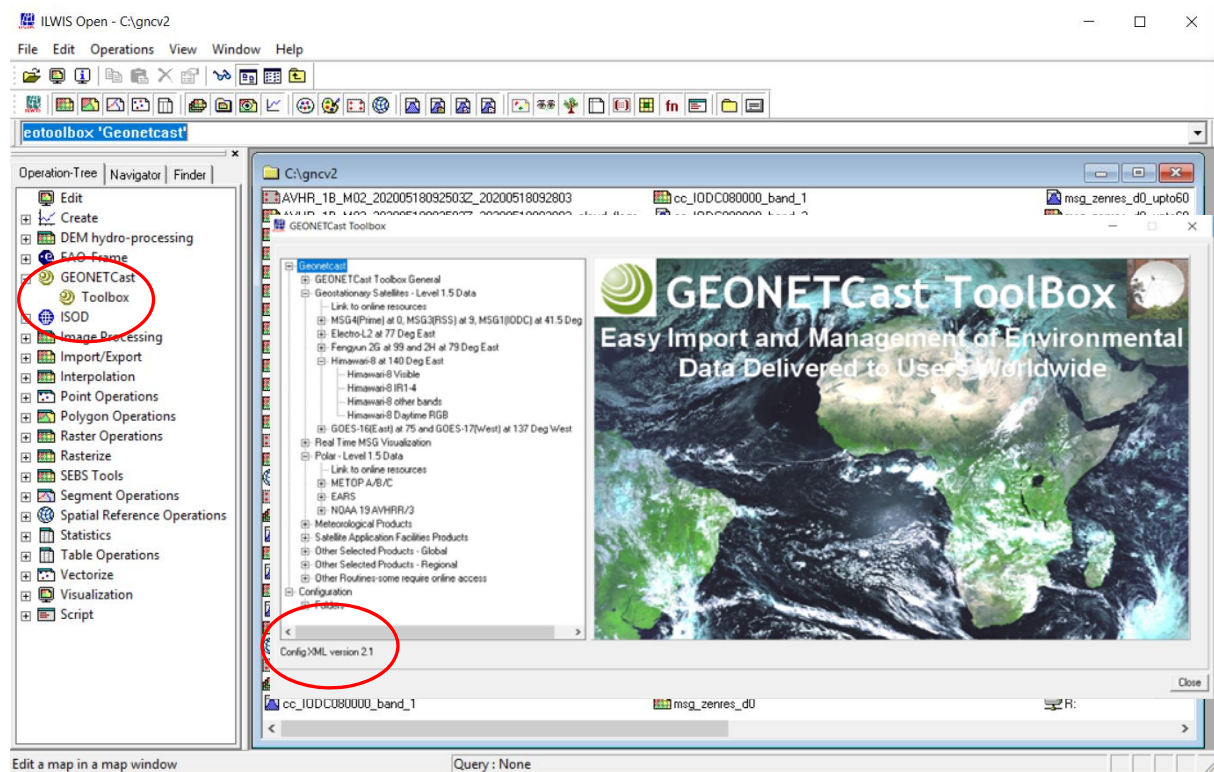 ILWIS Open - C:\gncv2
File Edit Operations View Window Help
eotoolbox 'Geonetcast'
Operation-Tree Navigator Finder
Edit
Create
DEM hydro-processing
FAO Frame
GEONETCast
Toolbox
ISOD
Image Processing
Import/Export
Interpolation
Point Operations
Polygon Operations
Raster Operations
Rasterize
SEBS Tools
Segment Operations
Spatial Reference Operations
Statistics
Table Operations
Vectorize
Visualization
Script
C:\gncv2
AVHR_1B_M02_20200518092503Z_20200518092803 cc_IODC080000_band_1 msg_zenres_d0_upto60
GEONETCast Toolbox
Geonetcast
GEONETCast Toolbox General
Geostationary Satellites - Level 1.5 Data
Link to online resources
MSG4(Prime) at 0, MSG3(RSS) at 9, MSG1(IODC) at 41.5 Deg
Electro-L2 at 77 Deg East
Fengyun 2G at 99 and 2H at 79 Deg East
Himawari-8 at 140 Deg East
Himawari-8 Visible
Himawari-8 IR1-4
Himawari-8 other bands
Himawari-8 Daytime RGB
GOES-16(East) at 75 and GOES-17(West) at 137 Deg West
Real Time MSG Visualization
Polar - Level 1.5 Data
Link to online resources
METOP A/B/C
EARS
NOAA 19 AVHRR/3
Meteorological Products
Satellite Application Facilities Products
Other Selected Products - Global
Other Selected Products - Regional
Other Routines-some require online access
Configuration
Folders
Config XML version 2.1
GEONETCast ToolBox
Easy Import and Management of Environmental
Data Delivered to Users Worldwide
Close
cc_IODC080000_band_1 msg_zenres_d0 R:
Edit a map in a map window Query : None